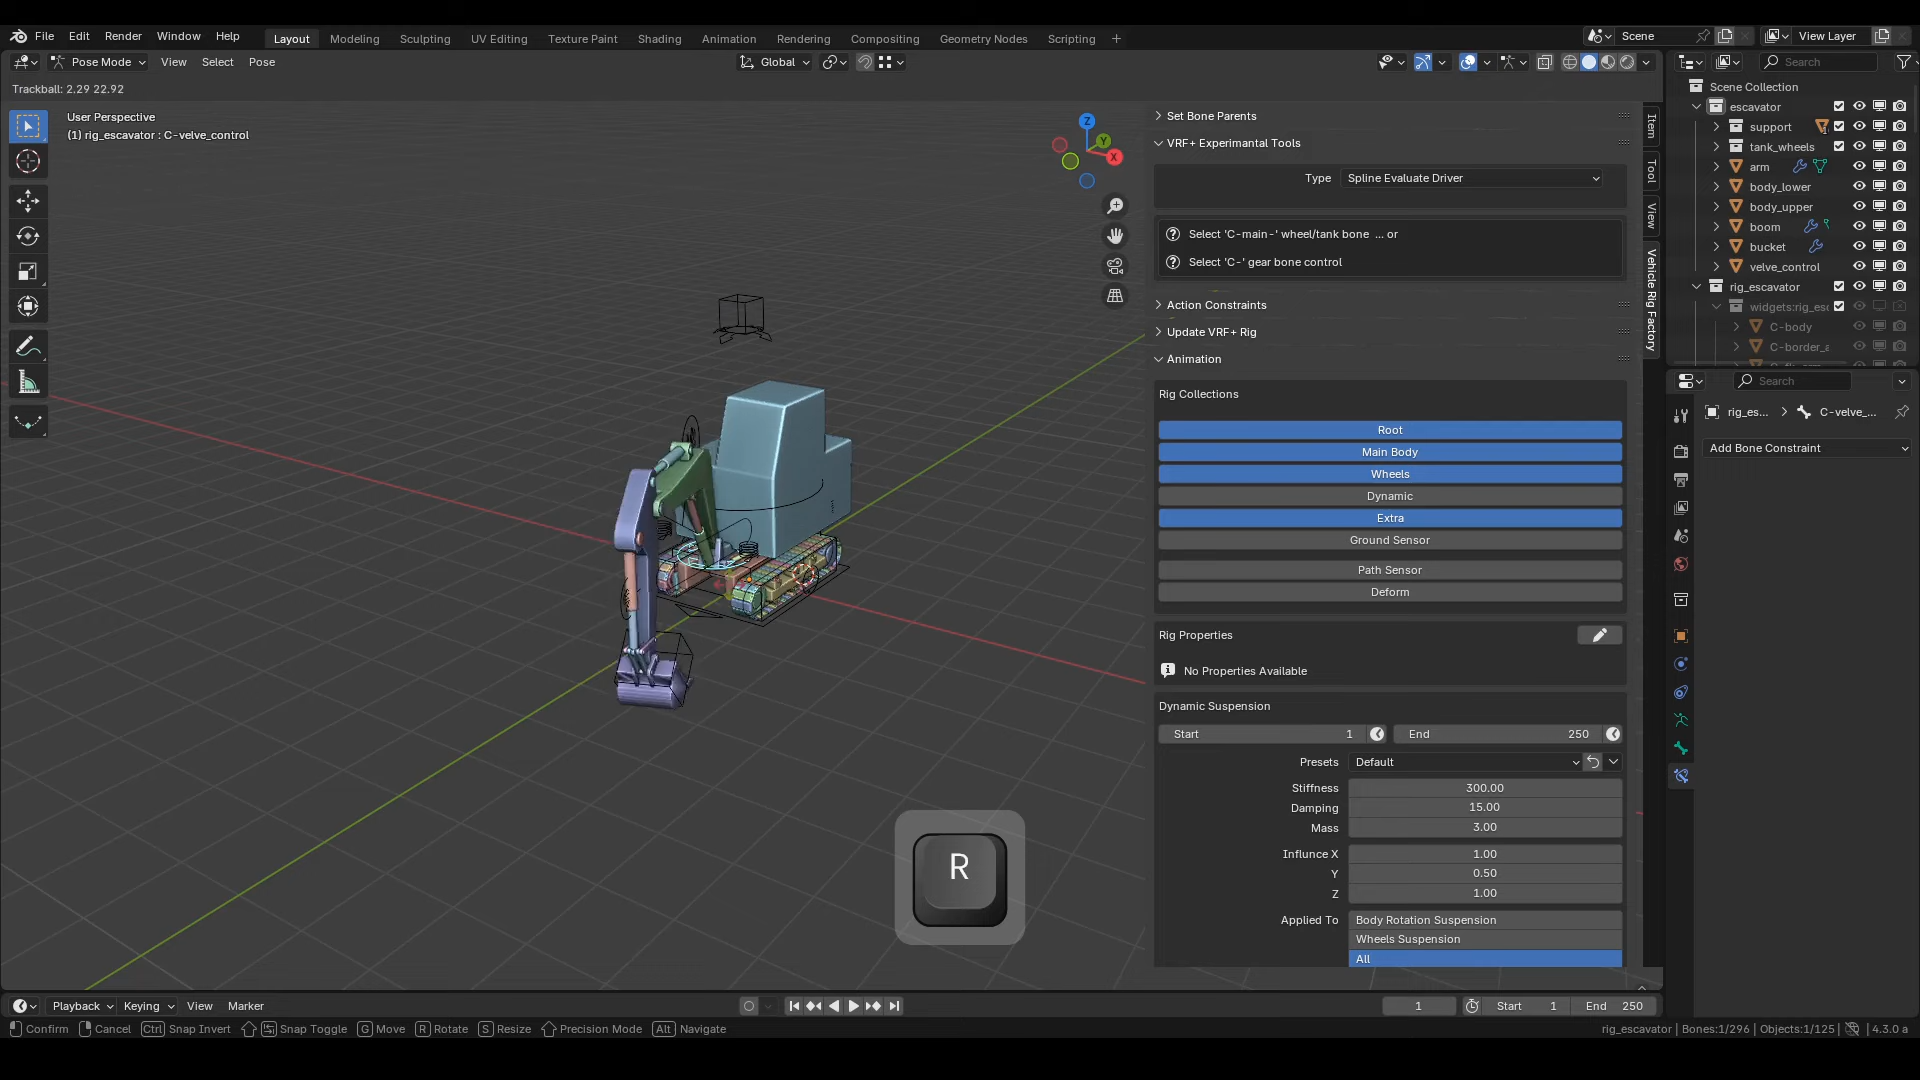 File Edit Render Window Help Layout Modeling Sculpting UV Editing Texture Paint Shading Animation Rendering Compositing Geometry Nodes Scripting + Scene View Layer
Pose Mode View Select Pose Global Search
Trackball: 2.29 22.92
User Perspective
(1) rig_escavator : C-velve_control
Z
Y
X
Set Bone Parents
VRF+ Experimantal Tools
Type Spline Evaluate Driver
Select 'C-main-' wheel/tank bone ... or
Select 'C-' gear bone control
Action Constraints
Update VRF+ Rig
Animation
Rig Collections
Root
Main Body
Wheels
Dynamic
Extra
Ground Sensor
Path Sensor
Deform
Rig Properties
No Properties Available
Dynamic Suspension
Start 1 End 250
Presets Default
Stiffness 300.00
Damping 15.00
Mass 3.00
Influnce X 1.00
Y 0.50
Z 1.00
Applied To Body Rotation Suspension
Wheels Suspension
All
Item
Tool
View
Vehicle Rig Factory
Scene Collection
escavator
support
tank_wheels
arm
body_lower
body_upper
boom
bucket
velve_control
rig_escavator
widgets:rig_esc
C-body
C-border_a
Search
rig_es... C-velve_...
Add Bone Constraint
R
Playback Keying View Marker 1 Start 1 End 250
Confirm Cancel Ctrl Snap Invert Snap Toggle G Move R Rotate S Resize Precision Mode Alt Navigate rig_escavator | Bones:1/296 | Objects:1/125 | 4.3.0 a